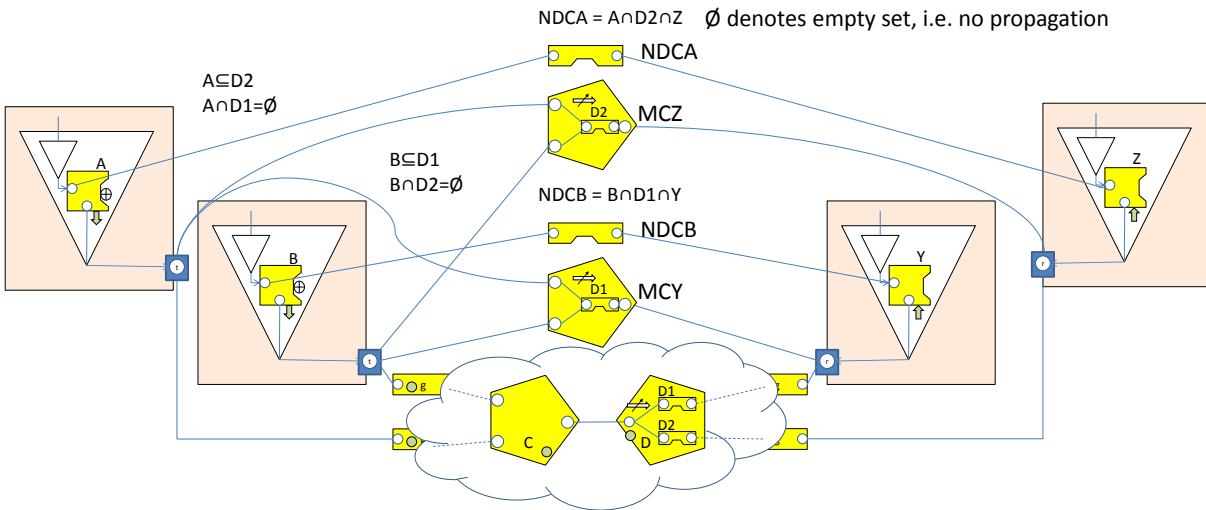 NDCA = A∩D2∩Z
Ø denotes empty set, i.e. no propagation
NDCA
A⊆D2
A∩D1=Ø
MCZ
D2
A
Z
B⊆D1
B∩D2=Ø
NDCB = B∩D1∩Y
NDCB
B
Y
t
r
D1
MCY
t
r
g
g
D1
C
D
D2